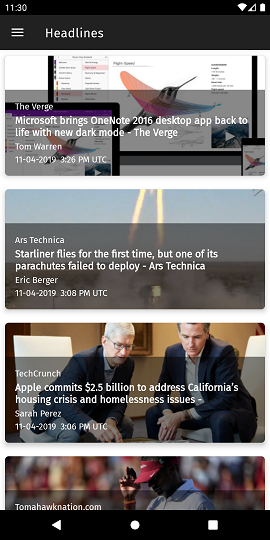 11:30
Headlines
The Verge
Microsoft brings OneNote 2016 desktop app back to
life with new dark mode - The Verge
Tom Warren
11-04-2019 3:26 PM UTC
Ars Technica
Starliner flies for the first time, but one of its
parachutes failed to deploy - Ars Technica
Eric Berger
11-04-2019 3:08 PM UTC
TechCrunch
Apple commits $2.5 billion to address California's
housing crisis and homelessness issues -
Sarah Perez
11-04-2019 3:06 PM UTC
Tomahawknation.com